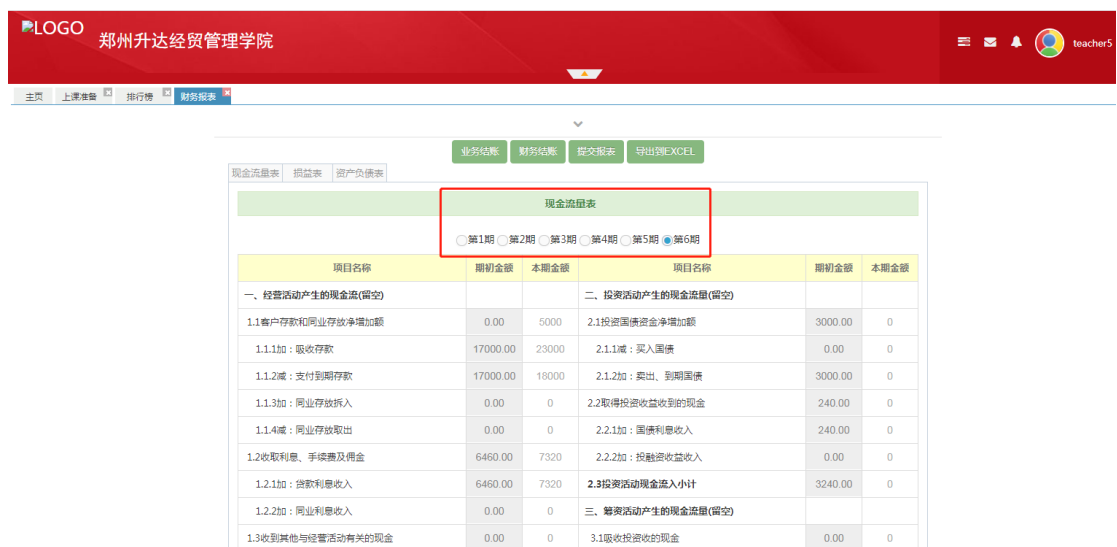 LOGO 郑州升达经贸管理学院 teacher5
主页 上课准备 排行榜 财务报表
业务结账 财务结账 提交报表 导出到EXCEL
现金流量表 损益表 资产负债表
现金流量表
第1期 第2期 第3期 第4期 第5期 第6期
项目名称 期初金额 本期金额 项目名称 期初金额 本期金额
一、经营活动产生的现金流(留空) 二、投资活动产生的现金流量(留空)
1.1客户存款和同业存放净增加额 0.00 5000 2.1投资国债资金净增加额 3000.00 0
1.1.1加：吸收存款 17000.00 23000 2.1.1减：买入国债 0.00 0
1.1.2减：支付到期存款 17000.00 18000 2.1.2加：卖出、到期国债 3000.00 0
1.1.3加：同业存放拆入 0.00 0 2.2取得投资收益收到的现金 240.00 0
1.1.4减：同业存放取出 0.00 0 2.2.1加：国债利息收入 240.00 0
1.2收取利息、手续费及佣金 6460.00 7320 2.2.2加：投融资收益收入 0.00 0
1.2.1加：贷款利息收入 6460.00 7320 2.3投资活动现金流入小计 3240.00 0
1.2.2加：同业利息收入 0.00 0 三、筹资活动产生的现金流量(留空)
1.3收到其他与经营活动有关的现金 0.00 0 3.1吸收投资收的现金 0.00 0